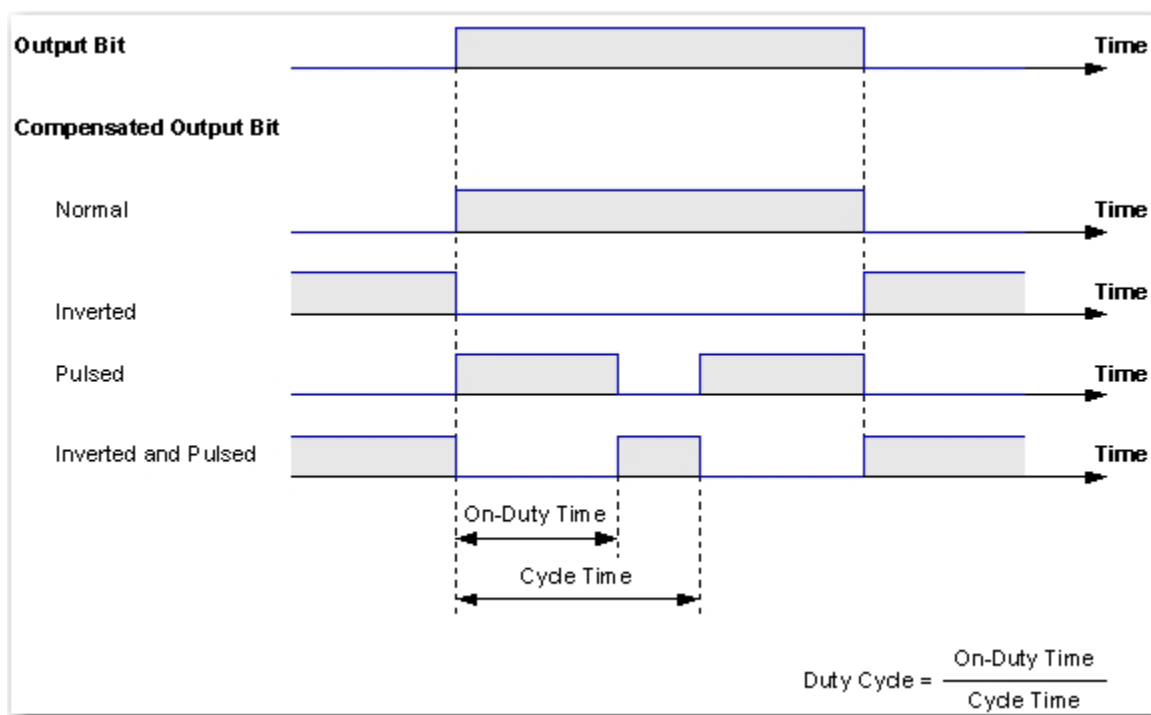 Output Bit
Time
Compensated Output Bit
Normal
Time
Inverted
Time
Pulsed
Time
Inverted and Pulsed
Time
On-Duty Time
Cycle Time
Duty Cycle = On-Duty Time
Cycle Time